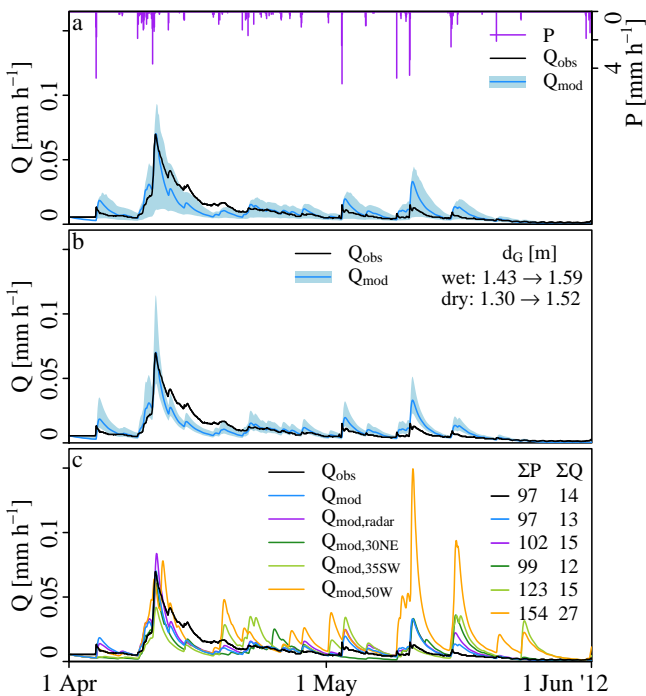 a
P
Q_obs
Q_mod
0
4
P [mm h⁻¹]
0.1
0.05
0
Q [mm h⁻¹]
b
Q_obs
Q_mod
d_G [m]
wet: 1.43 → 1.59
dry: 1.30 → 1.52
0.1
0.05
0
Q [mm h⁻¹]
c
Q_obs
Q_mod
Q_mod,radar
Q_mod,30NE
Q_mod,35SW
Q_mod,50W
ΣP ΣQ
97 14
97 13
102 15
99 12
123 15
154 27
0.1
0.05
0
Q [mm h⁻¹]
1 Apr 1 May 1 Jun '12